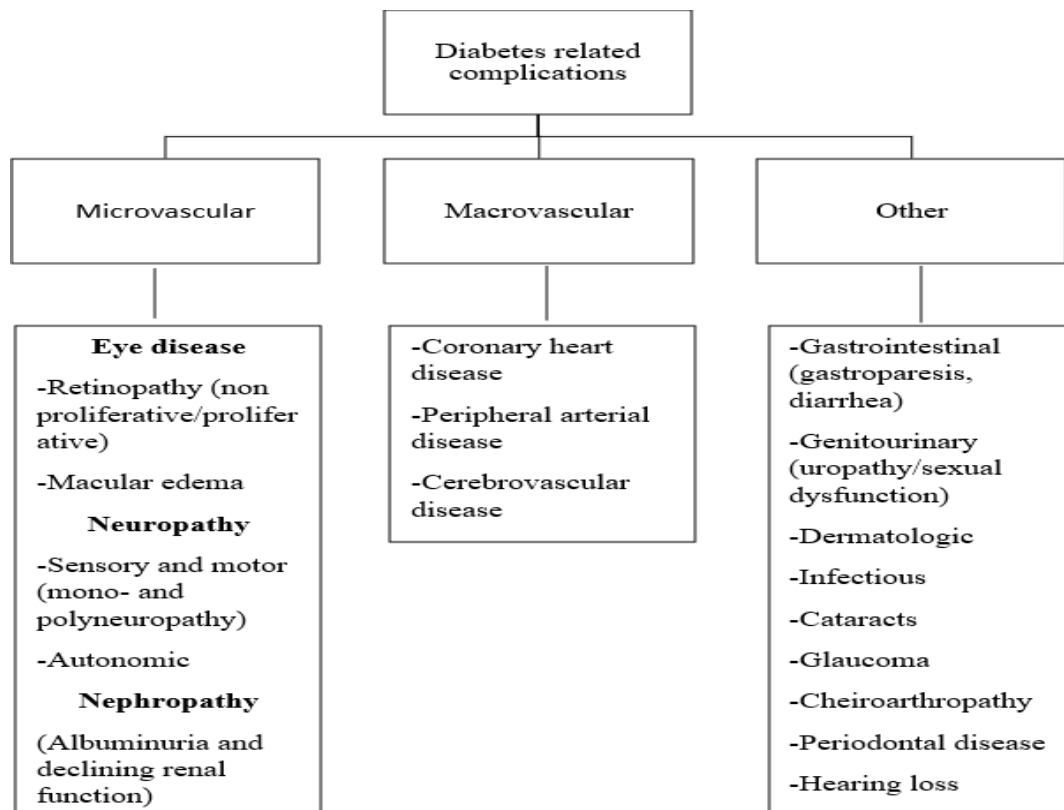 Diabetes related
complications
Microvascular
Macrovascular
Other
Eye disease
-Retinopathy (non
proliferative/prolifer
ative)
-Macular edema
Neuropathy
-Sensory and motor
(mono- and
polyneuropathy)
-Autonomic
Nephropathy
(Albuminuria and
declining renal
function)
-Coronary heart
disease
-Peripheral arterial
disease
-Cerebrovascular
disease
-Gastrointestinal
(gastroparesis,
diarrhea)
-Genitourinary
(uropathy/sexual
dysfunction)
-Dermatologic
-Infectious
-Cataracts
-Glaucoma
-Cheiroarthropathy
-Periodontal disease
-Hearing loss